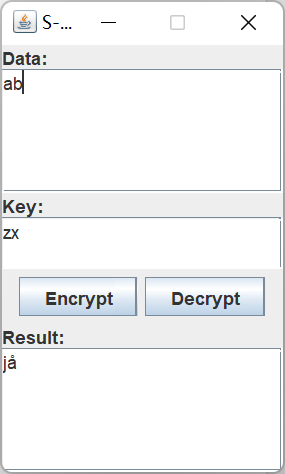 S-...
Data:
ab
Key:
zx
Encrypt Decrypt
Result:
jå